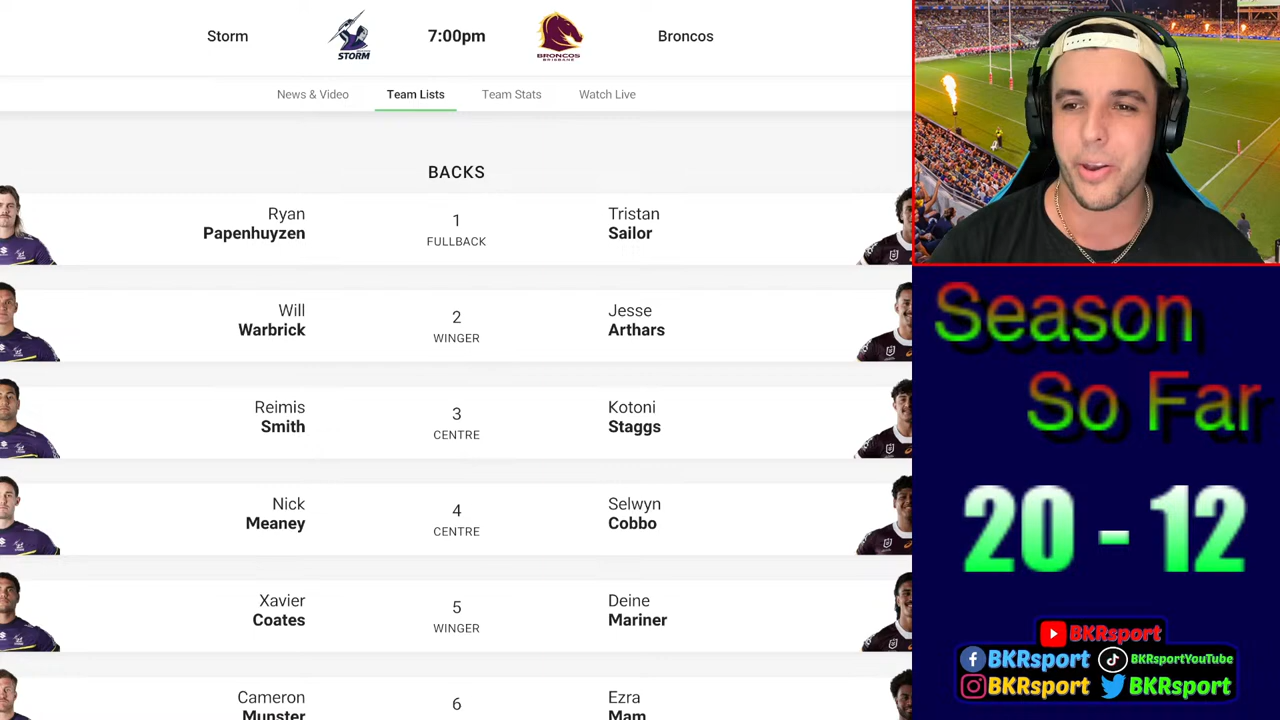 Storm
STORM
7:00pm
BRONCOS
BRISBANE
Broncos
News & Video
Team Lists
Team Stats
Watch Live
BACKS
Ryan
Papenhuyzen
1
FULLBACK
Tristan
Sailor
Will
Warbrick
2
WINGER
Jesse
Arthars
Reimis
Smith
3
CENTRE
Kotoni
Staggs
Nick
Meaney
4
CENTRE
Selwyn
Cobbo
Xavier
Coates
5
WINGER
Deine
Mariner
Cameron
Munster
6
Ezra
Mam
Season
So Far
20 - 12
BKRsport
BKRsport
BKRsportYouTube
BKRsport
BKRsport